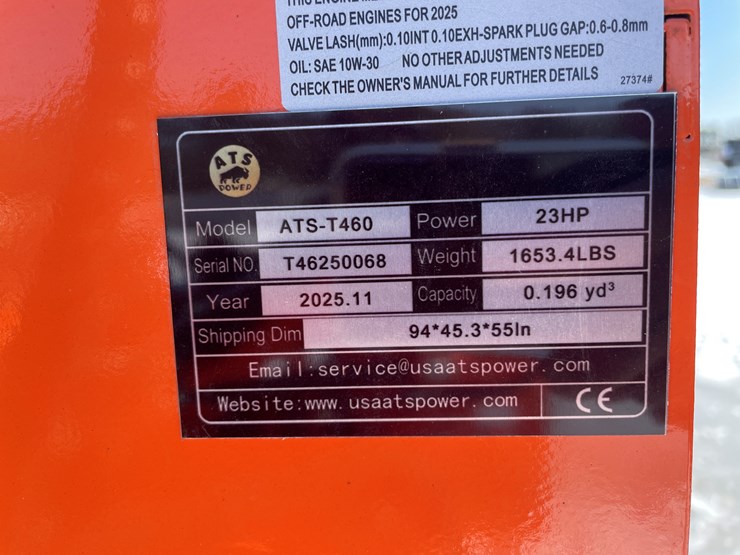 THIS ENGINE
OFF-ROAD ENGINES FOR 2025
VALVE LASH(mm):0.10INT 0.10EXH-SPARK PLUG GAP:0.6-0.8mm
OIL: SAE 10W-30 NO OTHER ADJUSTMENTS NEEDED
CHECK THE OWNER'S MANUAL FOR FURTHER DETAILS 27374#
ATS
POWER
Model ATS-T460 Power 23HP
Serial NO. T46250068 Weight 1653.4LBS
Year 2025.11 Capacity 0.196 yd³
Shipping Dim 94*45.3*55In
Email:service@usaatspower.com
Website:www.usaatspower.com CE